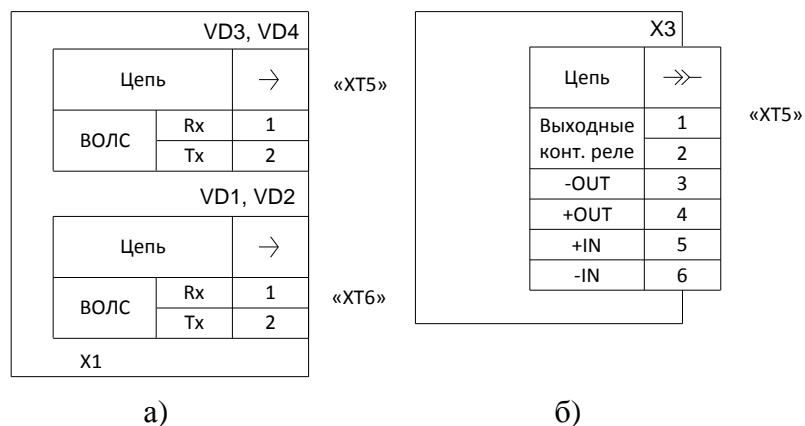 VD3, VD4
Цепь
«XT5»
ВОЛС Rx 1
Tx 2
VD1, VD2
Цепь
ВОЛС Rx 1
«XT6»
Tx 2
X1
а)
X3
Цепь
«XT5»
Выходные 1
конт. реле 2
-OUT 3
+OUT 4
+IN 5
-IN 6
б)